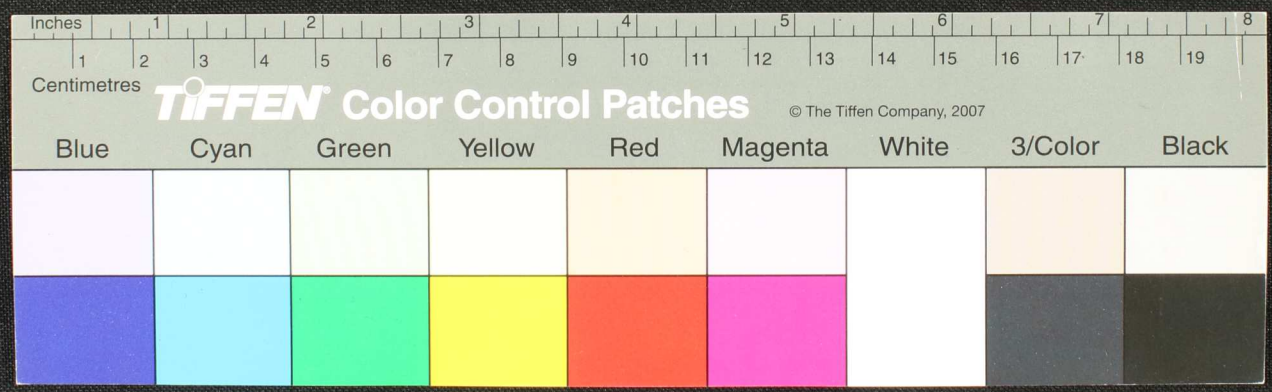 Inches 1 2 3 4 5 6 7 8
1 2 3 4 5 6 7 8 9 10 11 12 13 14 15 16 17 18 19
Centimetres
TIFFEN® Color Control Patches © The Tiffen Company, 2007
Blue Cyan Green Yellow Red Magenta White 3/Color Black